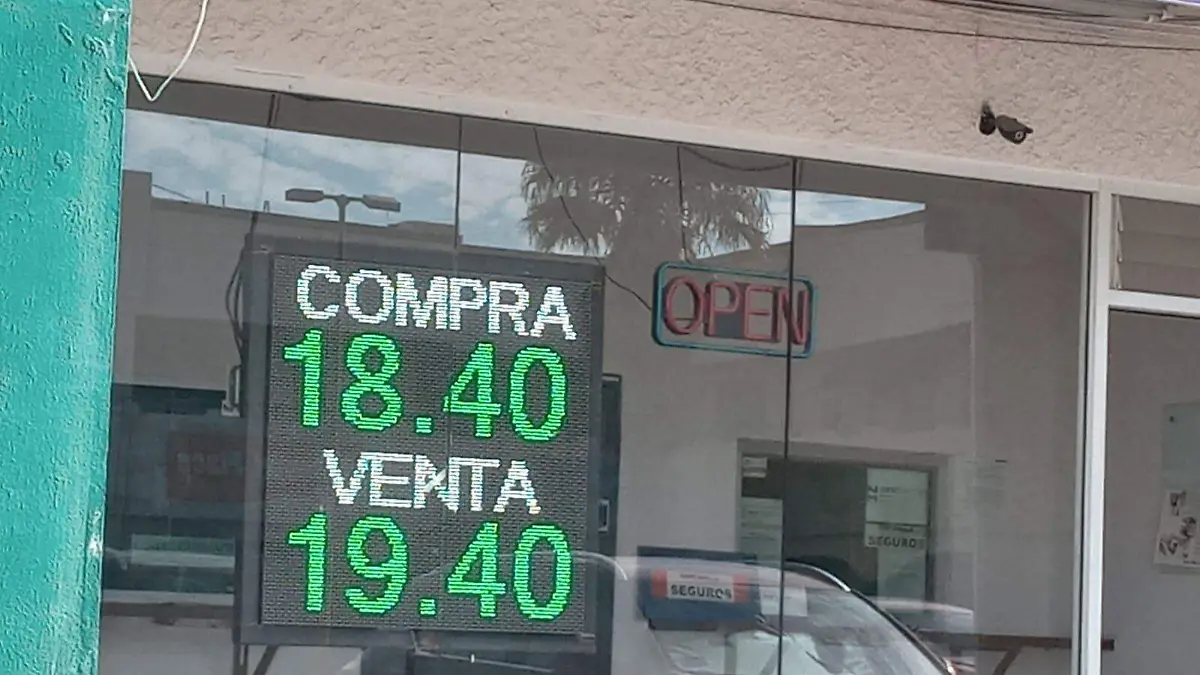 COMPRA
18.40
VENTA
19.40
OPEN
SEGUROS
SEGUROS